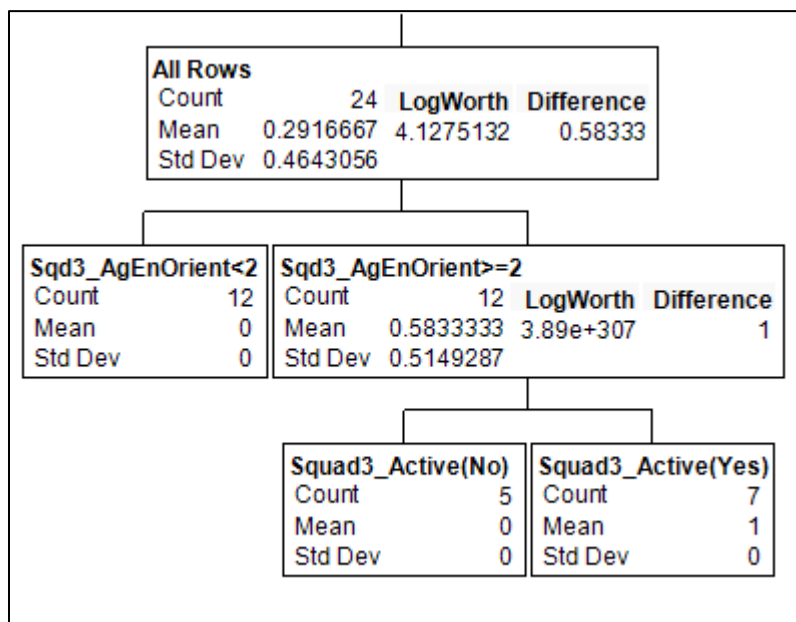 All Rows
Count 24 LogWorth Difference
Mean 0.2916667 4.1275132 0.58333
Std Dev 0.4643056
Sqd3_AgEnOrient<2
Count 12
Mean 0
Std Dev 0
Sqd3_AgEnOrient>=2
Count 12 LogWorth Difference
Mean 0.5833333 3.89e+307 1
Std Dev 0.5149287
Squad3_Active(No)
Count 5
Mean 0
Std Dev 0
Squad3_Active(Yes)
Count 7
Mean 1
Std Dev 0